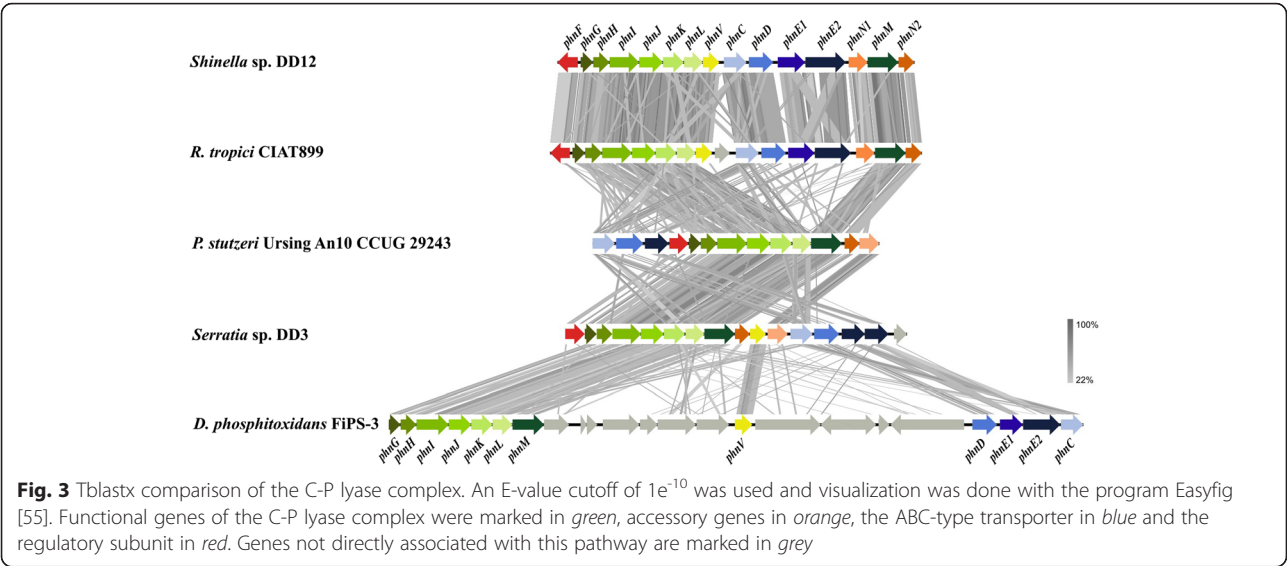 phnF phnG phnH phnI phnJ phnK phnL phnV phnC phnD phnE1 phnE2 phnN1 phnM phnN2
Shinella sp. DD12
R. tropici CIAT899
P. stutzeri Ursing An10 CCUG 29243
Serratia sp. DD3
100%
22%
D. phosphitoxidans FiPS-3
phnG phnH phnI phnJ phnK phnL phnM phnV phnD phnE1 phnE2 phnC
Fig. 3 Tblastx comparison of the C-P lyase complex. An E-value cutoff of 1e-10 was used and visualization was done with the program Easyfig
[55]. Functional genes of the C-P lyase complex were marked in green, accessory genes in orange, the ABC-type transporter in blue and the
regulatory subunit in red. Genes not directly associated with this pathway are marked in grey